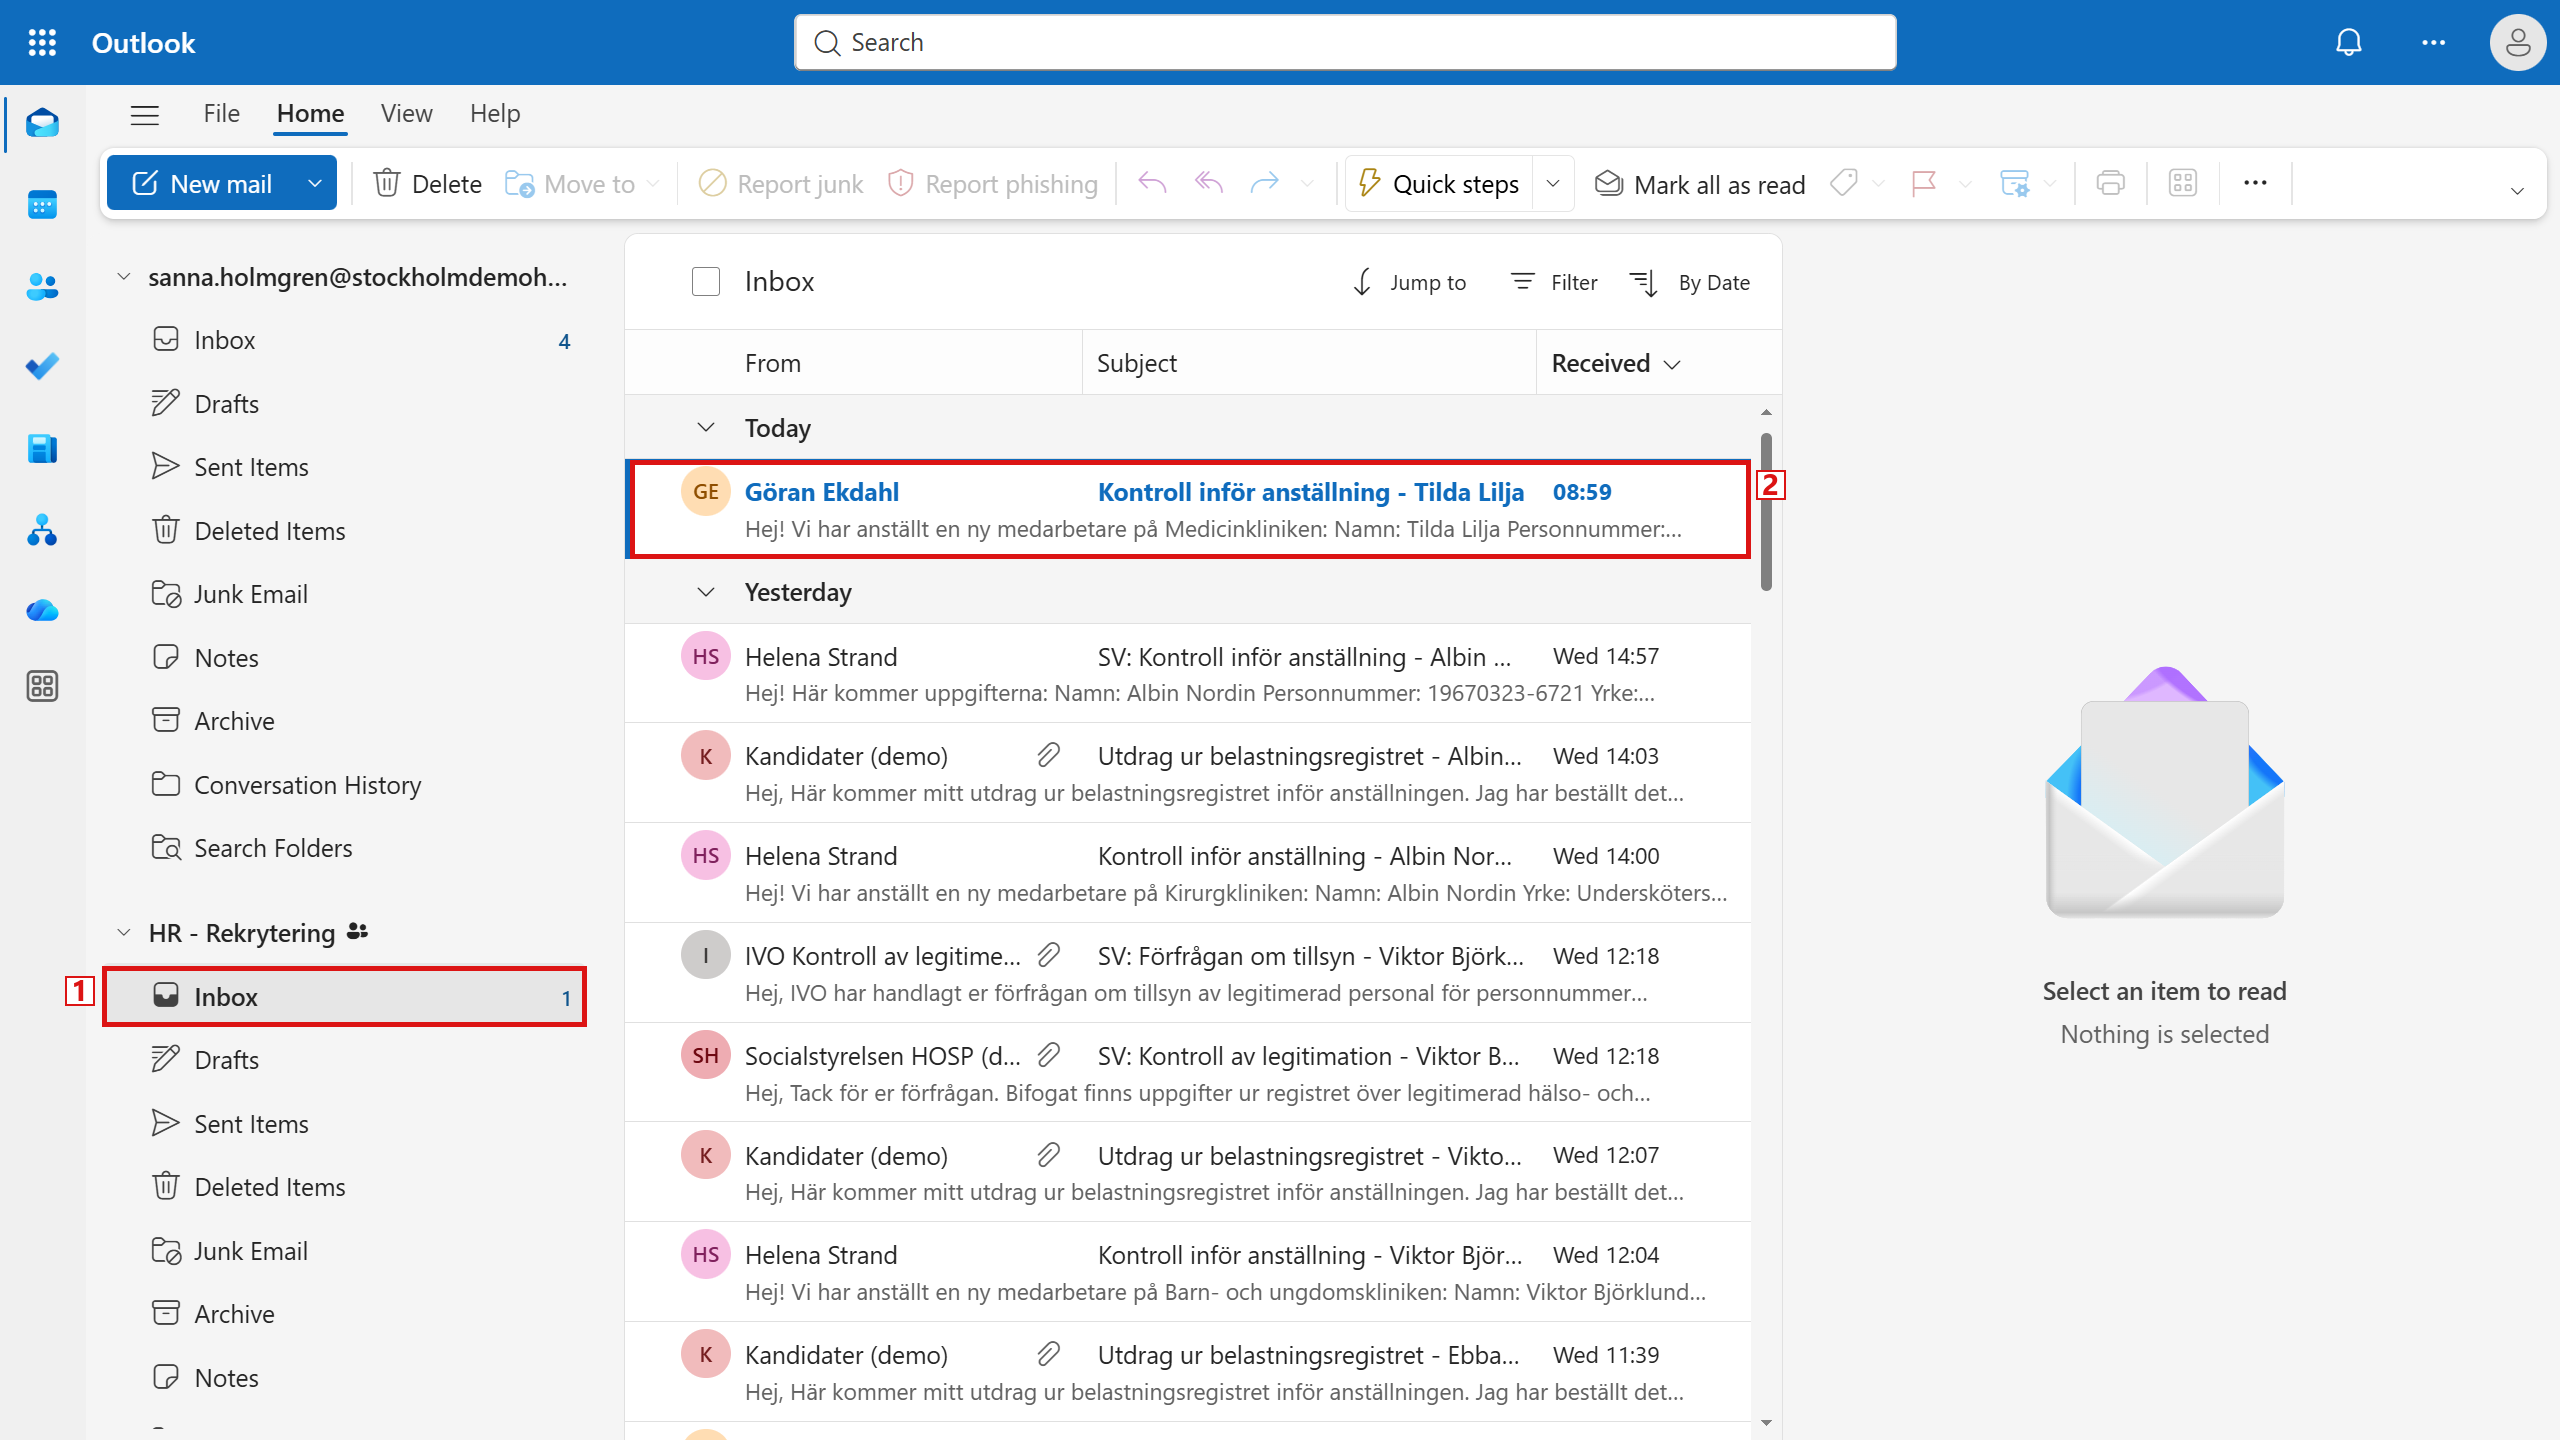 Outlook
Search
File Home View Help
New mail Delete Move to Report junk Report phishing Quick steps Mark all as read
sanna.holmgren@stockholmdemoh...
Inbox 4
Drafts
Sent Items
Deleted Items
Junk Email
Notes
Archive
Conversation History
Search Folders
HR - Rekrytering
1
Inbox 1
Drafts
Sent Items
Deleted Items
Junk Email
Archive
Notes
Inbox Jump to Filter By Date
From Subject Received
Today
GE Göran Ekdahl Kontroll inför anställning - Tilda Lilja 08:59
2
Hej! Vi har anställt en ny medarbetare på Medicinkliniken: Namn: Tilda Lilja Personnummer:...
Yesterday
HS Helena Strand SV: Kontroll inför anställning - Albin ... Wed 14:57
Hej! Här kommer uppgifterna: Namn: Albin Nordin Personnummer: 19670323-6721 Yrke:...
K Kandidater (demo) Utdrag ur belastningsregistret - Albin... Wed 14:03
Hej, Här kommer mitt utdrag ur belastningsregistret inför anställningen. Jag har beställt det...
HS Helena Strand Kontroll inför anställning - Albin Nor... Wed 14:00
Hej! Vi har anställt en ny medarbetare på Kirurgkliniken: Namn: Albin Nordin Yrke: Undersköters...
I IVO Kontroll av legitime... SV: Förfrågan om tillsyn - Viktor Björk... Wed 12:18
Hej, IVO har handlagt er förfrågan om tillsyn av legitimerad personal för personnummer...
SH Socialstyrelsen HOSP (d... SV: Kontroll av legitimation - Viktor B... Wed 12:18
Hej, Tack för er förfrågan. Bifogat finns uppgifter ur registret över legitimerad hälso- och...
K Kandidater (demo) Utdrag ur belastningsregistret - Vikto... Wed 12:07
Hej, Här kommer mitt utdrag ur belastningsregistret inför anställningen. Jag har beställt det...
HS Helena Strand Kontroll inför anställning - Viktor Björ... Wed 12:04
Hej! Vi har anställt en ny medarbetare på Barn- och ungdomskliniken: Namn: Viktor Björklund...
K Kandidater (demo) Utdrag ur belastningsregistret - Ebba... Wed 11:39
Hej, Här kommer mitt utdrag ur belastningsregistret inför anställningen. Jag har beställt det...
Select an item to read
Nothing is selected